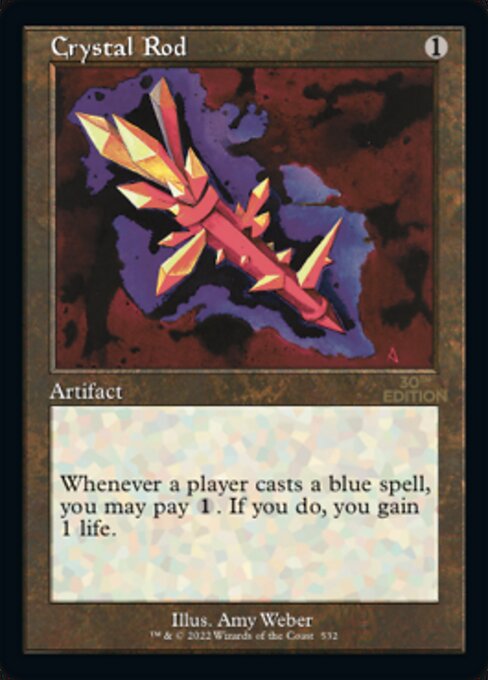 Crystal Rod 1
30TH EDITION
Artifact
Whenever a player casts a blue spell,
you may pay 1. If you do, you gain
1 life.
Illus. Amy Weber
™ & © 2022 Wizards of the Coast 532